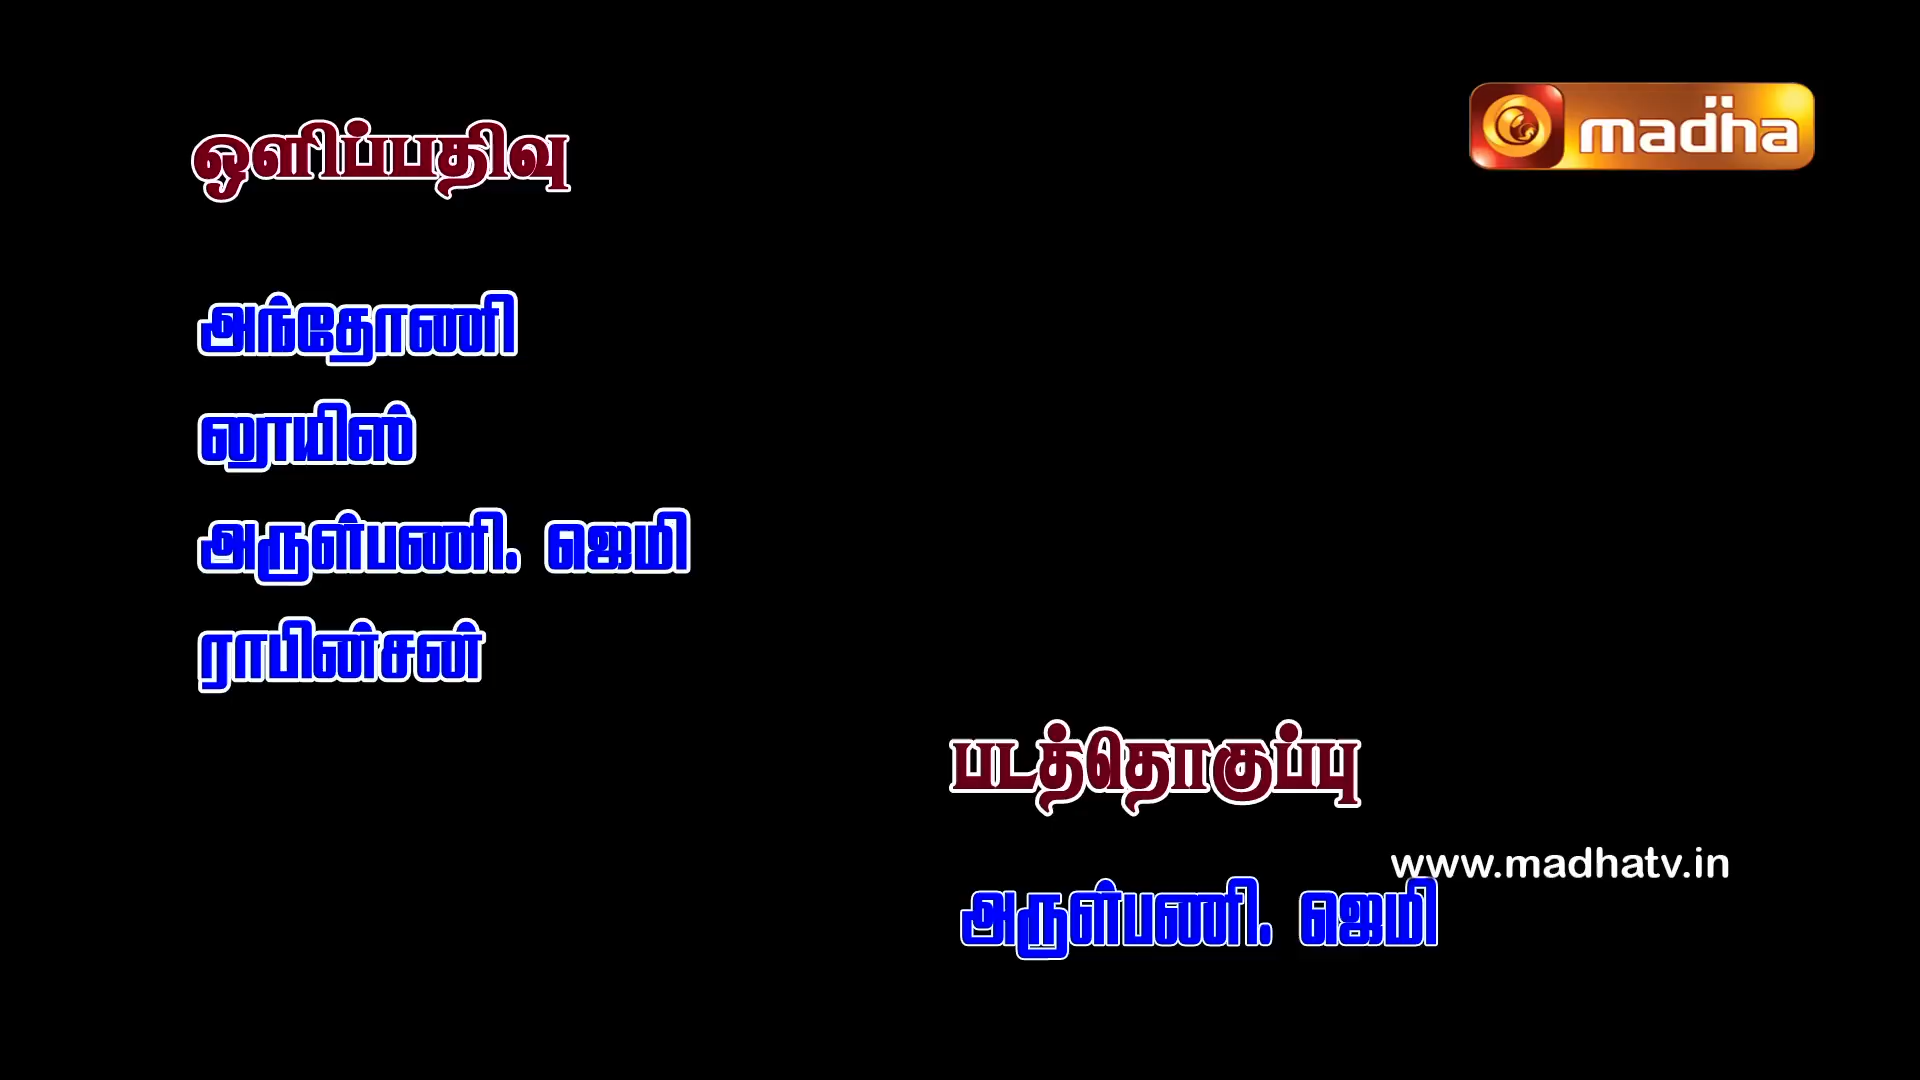 ஒளிப்பதிவு
madha
அந்தோணி
லூயிஸ்
அருள்பணி. ஜெமி
ராபின்சன்
படத்தொகுப்பு
www.madhatv.in
அருள்பணி. ஜெமி